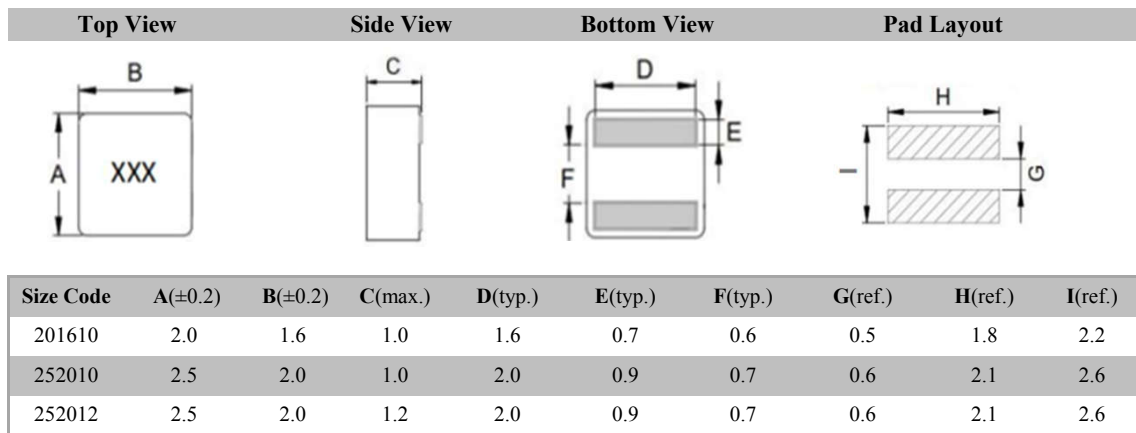 Top View Side View Bottom View Pad Layout
B
A
XXX
C
D
E
F
H
I
G
Size Code A(±0.2) B(±0.2) C(max.) D(typ.) E(typ.) F(typ.) G(ref.) H(ref.) I(ref.)
201610 2.0 1.6 1.0 1.6 0.7 0.6 0.5 1.8 2.2
252010 2.5 2.0 1.0 2.0 0.9 0.7 0.6 2.1 2.6
252012 2.5 2.0 1.2 2.0 0.9 0.7 0.6 2.1 2.6